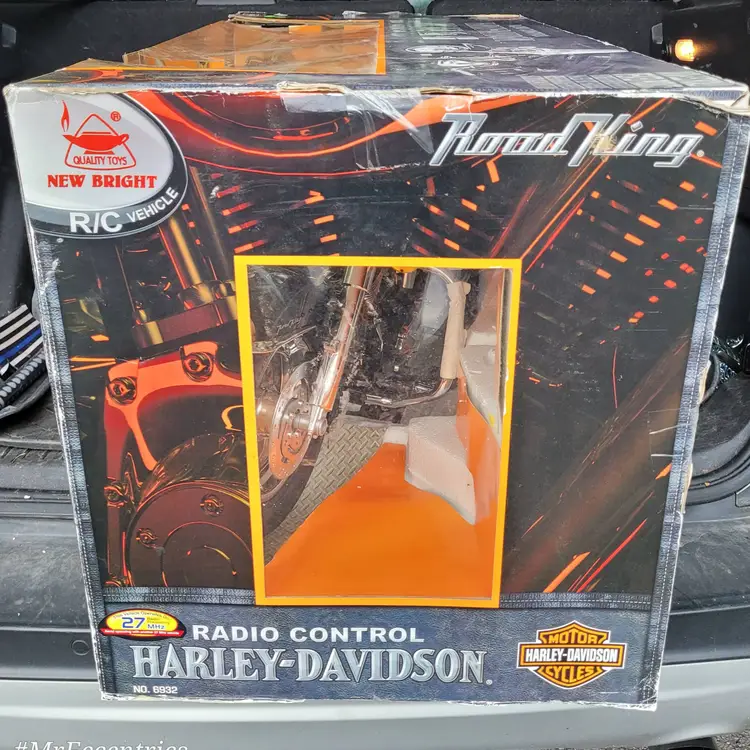 Road King.
®
QUALITY TOYS
NEW BRIGHT
R/C VEHICLE
27 MHz
RADIO CONTROL
HARLEY-DAVIDSON®
NO. 6932
MOTOR
HARLEY-DAVIDSON
CYCLES
#MrEccentrics